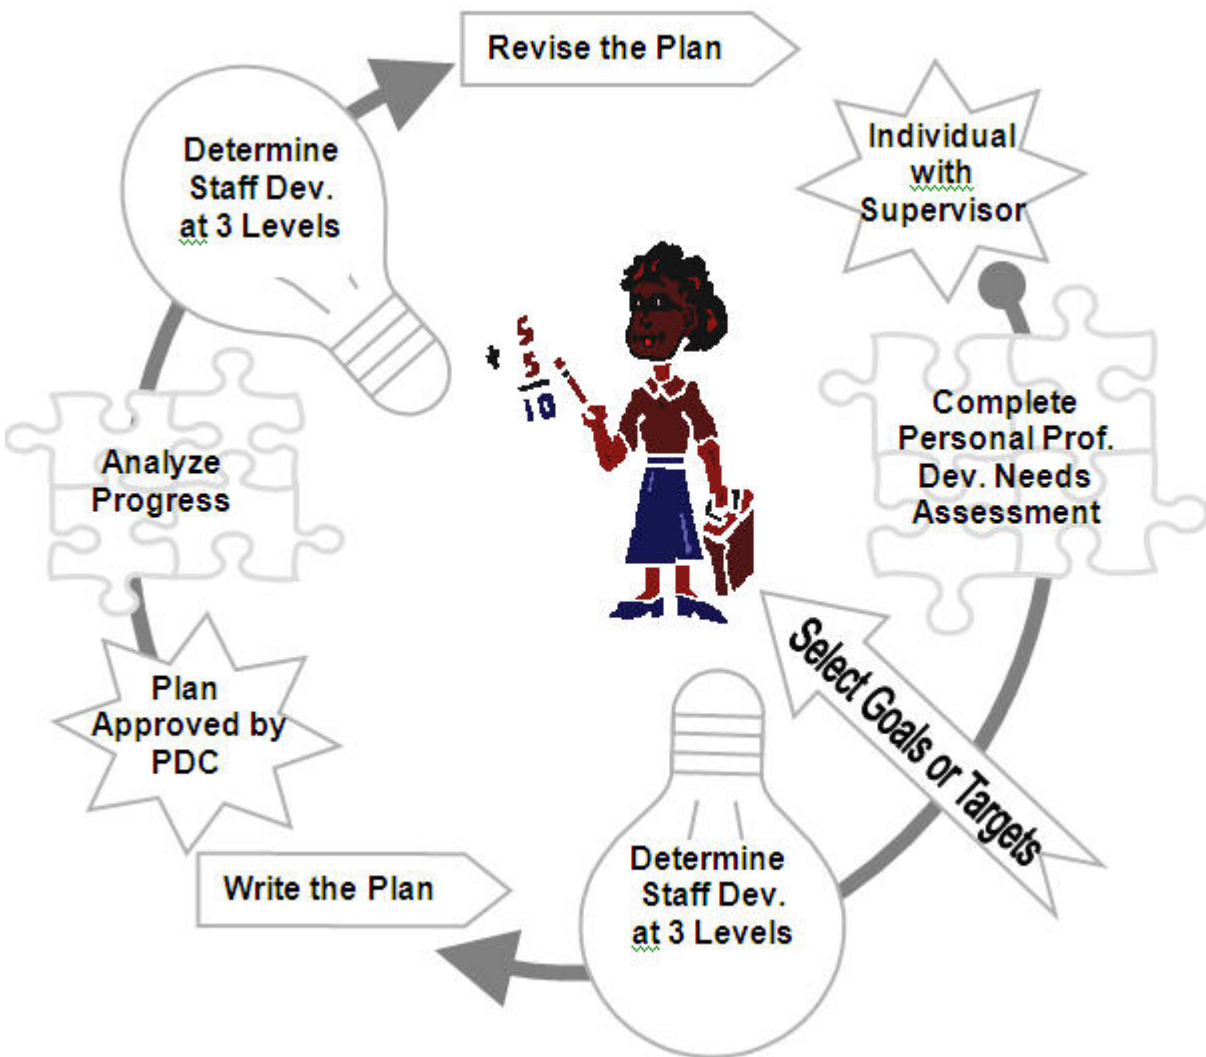 Revise the Plan
Individual
with
Supervisor
Determine
Staff Dev.
at 3 Levels
5
* 5
10
Complete
Personal Prof.
Dev. Needs
Assessment
Analyze
Progress
Select Goals or Targets
Plan
Approved by
PDC
Determine
Staff Dev.
at 3 Levels
Write the Plan